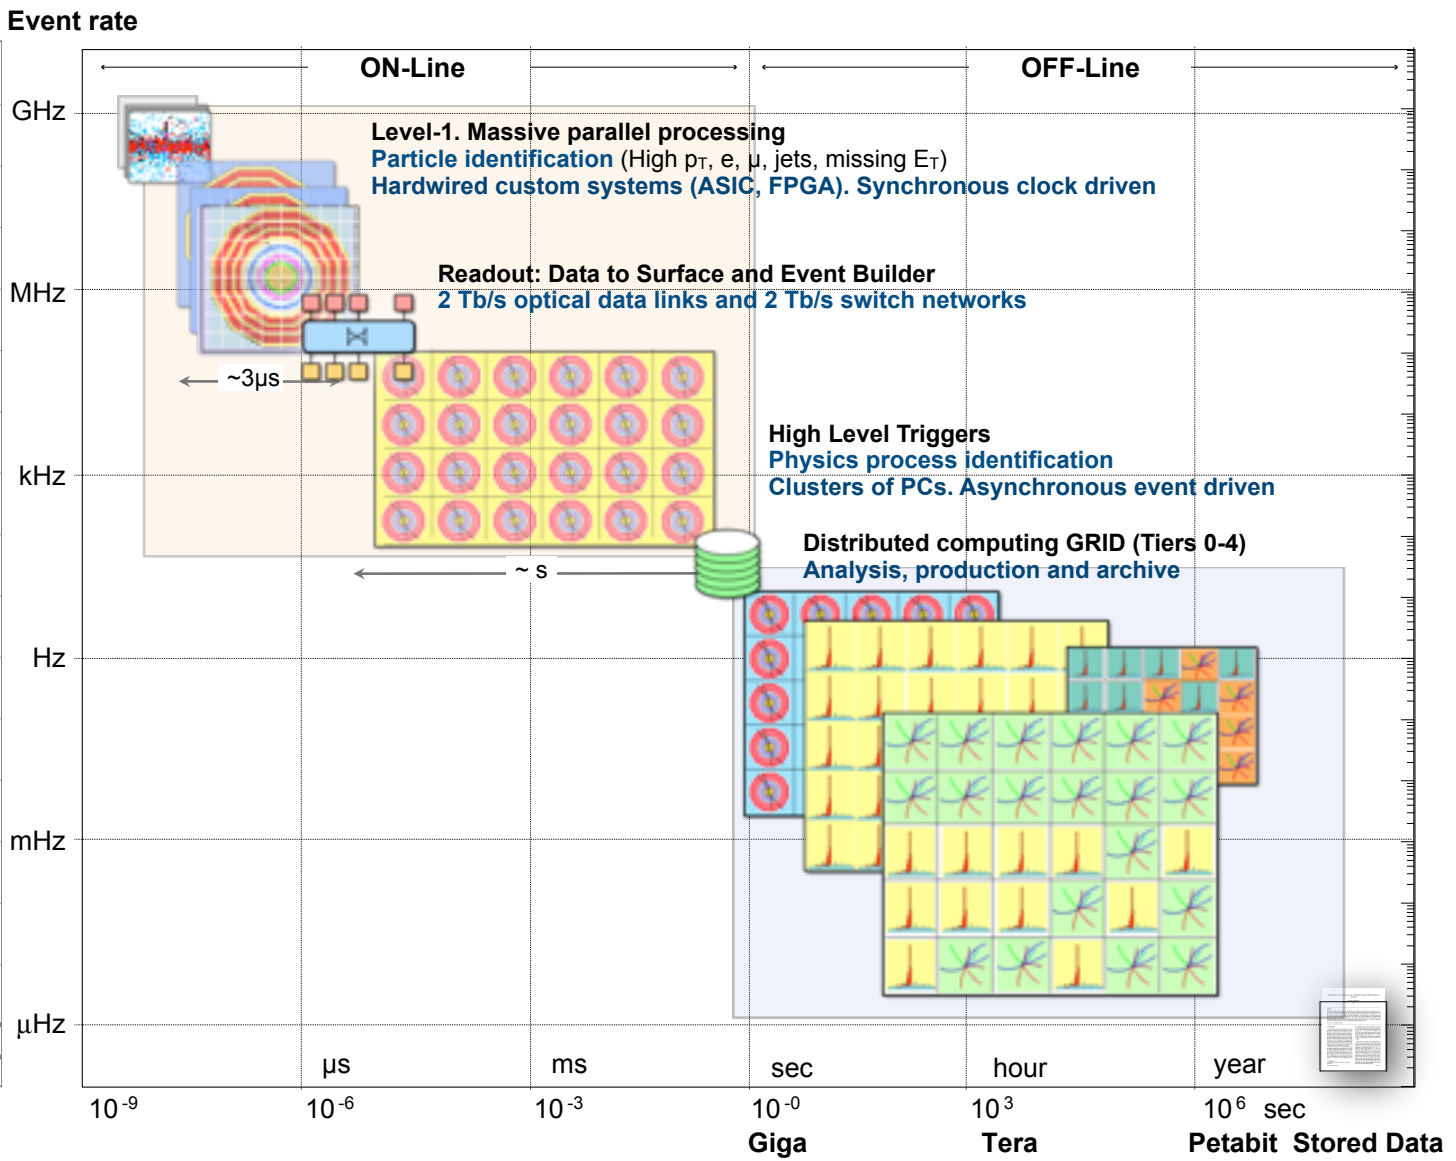 Event rate
ON-Line
OFF-Line
GHz
Level-1. Massive parallel processing
Particle identification (High pT, e, µ, jets, missing ET)
Hardwired custom systems (ASIC, FPGA). Synchronous clock driven
Readout: Data to Surface and Event Builder
MHz
2 Tb/s optical data links and 2 Tb/s switch networks
~3µs
High Level Triggers
Physics process identification
kHz
Clusters of PCs. Asynchronous event driven
Distributed computing GRID (Tiers 0-4)
~ s
Analysis, production and archive
Hz
mHz
µHz
µs ms sec hour year
10-9 10-6 10-3 10-0 103 106 sec
Giga Tera Petabit Stored Data